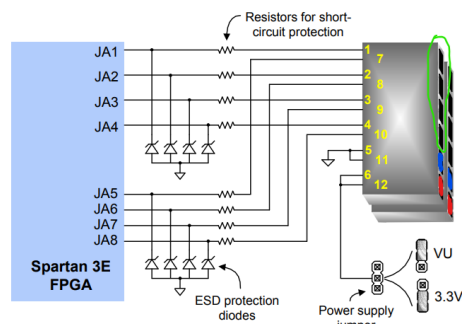 Resistors for short-
circuit protection
JA1
JA2
JA3
JA4
JA5
JA6
JA7
JA8
1
7
2
8
3
9
4
10
5
11
6
12
Spartan 3E
FPGA
ESD protection
diodes
Power supply
jumper
VU
3.3V